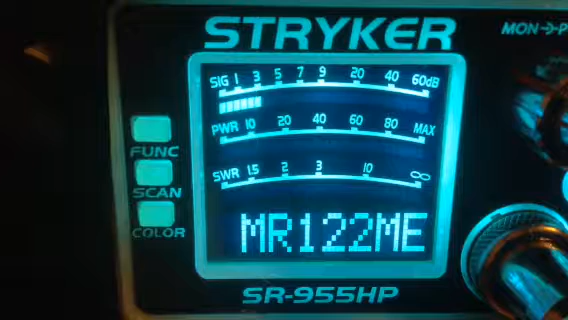 STRYKER
MON->P
SIG 1 3 5 7 9 20 40 60dB
PWR 10 20 40 60 80 MAX
SWR 1.5 2 3 10 ∞
FUNC
SCAN
COLOR
MR122ME
SR-955HP